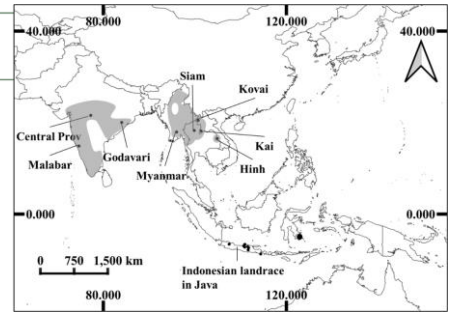 80.000
120.000
40.000
40.000
Siam
Kovai
Central Prov
Kai
Malabar
Godavari
Myanmar
Hinh
0.000
0.000
0 750 1,500 km
Indonesian landrace
in Java
80.000
120.000